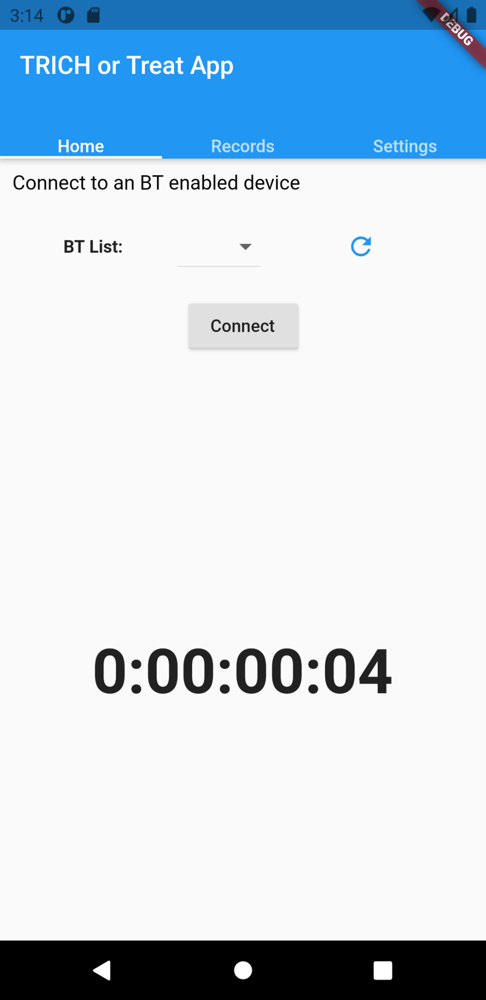 3:14
DEBUG
TRICH or Treat App
Home Records Settings
Connect to an BT enabled device
BT List:
Connect
0:00:00:04